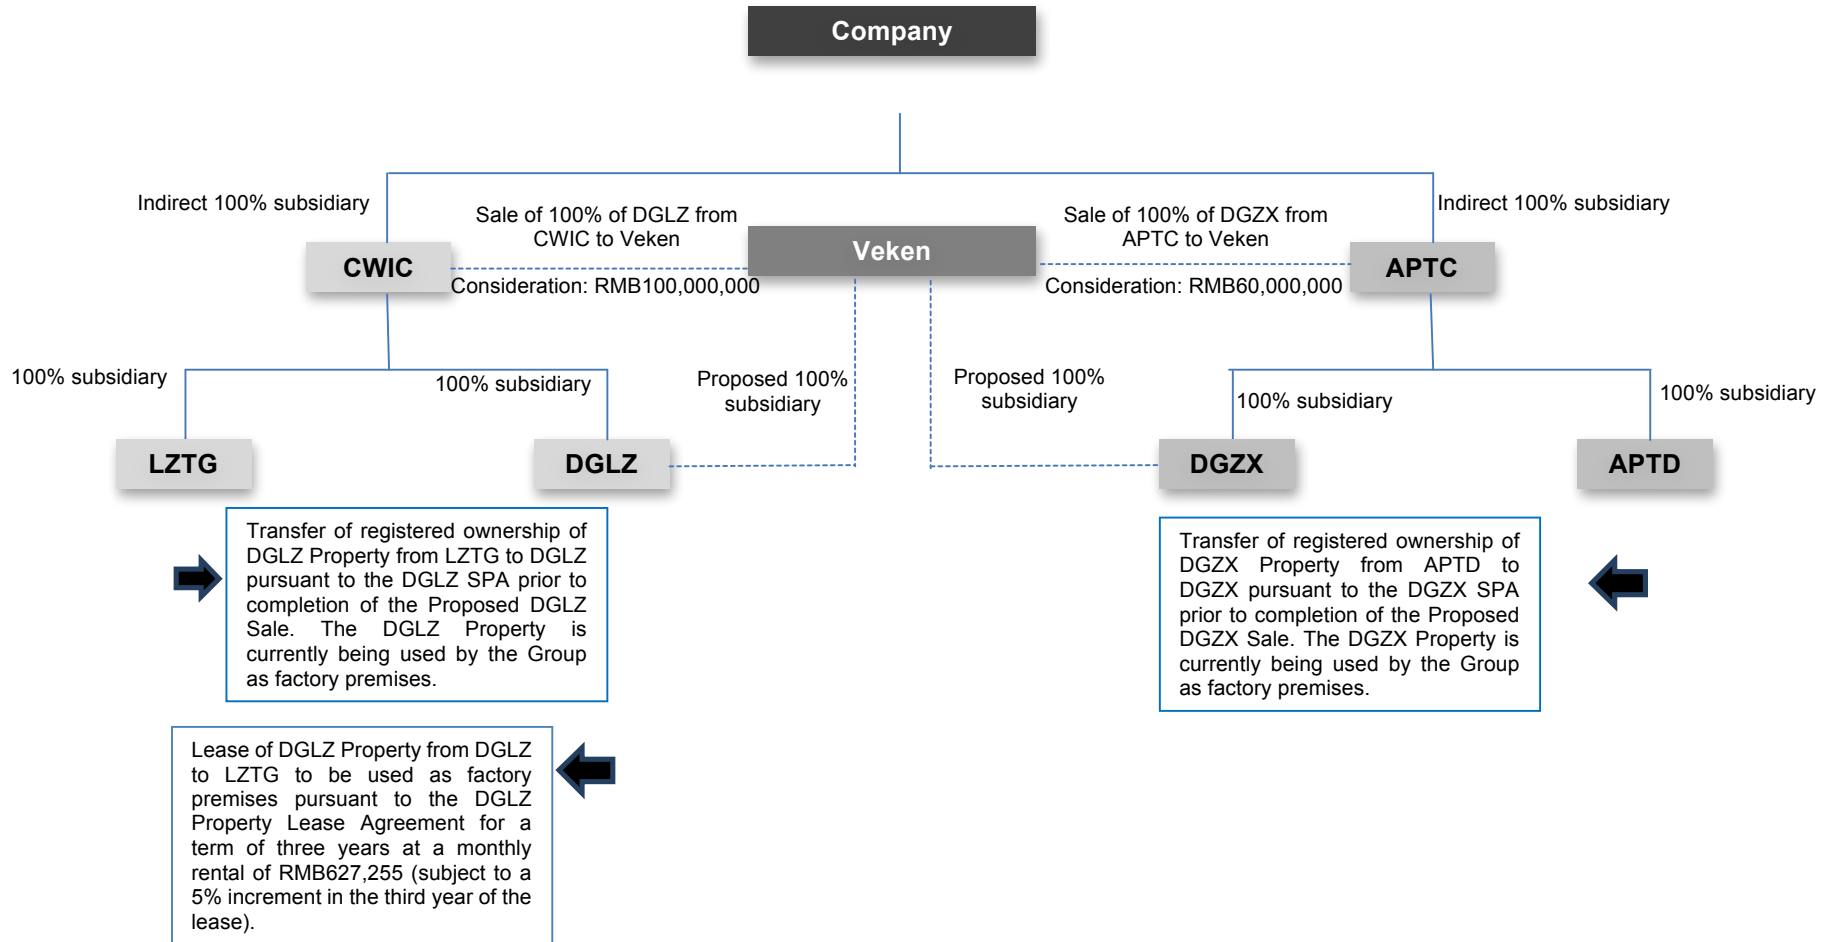 Company
Indirect 100% subsidiary
Sale of 100% of DGLZ from
CWIC to Veken
Veken
Sale of 100% of DGZX from
APTC to Veken
Indirect 100% subsidiary
CWIC
Consideration: RMB100,000,000
Consideration: RMB60,000,000
APTC
100% subsidiary
100% subsidiary
Proposed 100%
subsidiary
Proposed 100%
subsidiary
100% subsidiary
100% subsidiary
LZTG
DGLZ
DGZX
APTD
Transfer of registered ownership of
DGLZ Property from LZTG to DGLZ
pursuant to the DGLZ SPA prior to
completion of the Proposed DGLZ
Sale. The DGLZ Property is
currently being used by the Group
as factory premises.
Transfer of registered ownership of
DGZX Property from APTD to
DGZX pursuant to the DGZX SPA
prior to completion of the Proposed
DGZX Sale. The DGZX Property is
currently being used by the Group
as factory premises.
Lease of DGLZ Property from DGLZ
to LZTG to be used as factory
premises pursuant to the DGLZ
Property Lease Agreement for a
term of three years at a monthly
rental of RMB627,255 (subject to a
5% increment in the third year of the
lease).